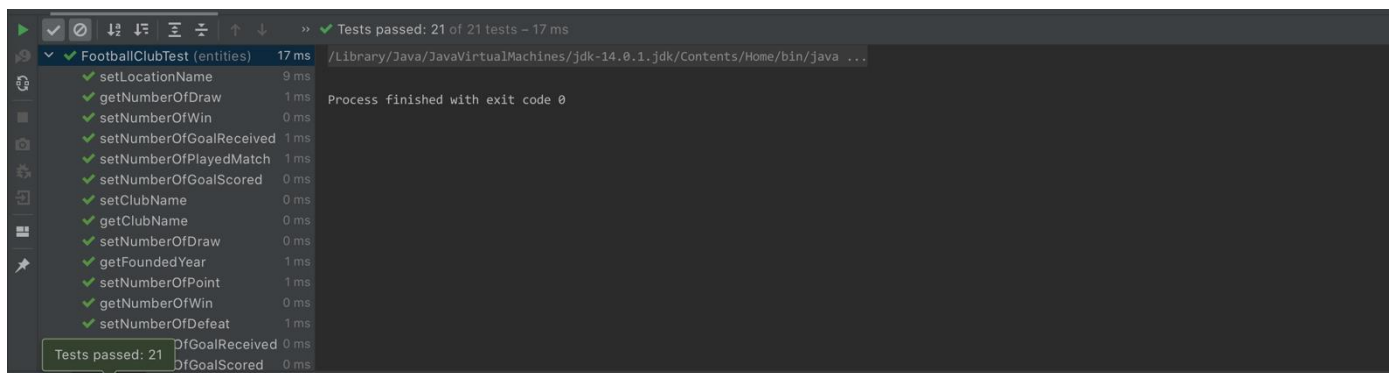 » Tests passed: 21 of 21 tests – 17 ms
FootballClubTest (entities) 17 ms
/Library/Java/JavaVirtualMachines/jdk-14.0.1.jdk/Contents/Home/bin/java ...
setLocationName 9 ms
getNumberOfDraw 1 ms
Process finished with exit code 0
setNumberOfWin 0 ms
setNumberOfGoalReceived 1 ms
setNumberOfPlayedMatch 1 ms
setNumberOfGoalScored 0 ms
setClubName 0 ms
getClubName 0 ms
setNumberOfDraw 0 ms
getFoundedYear 1 ms
setNumberOfPoint 1 ms
getNumberOfWin 0 ms
setNumberOfDefeat 1 ms
OfGoalReceived 0 ms
Tests passed: 21
OfGoalScored 0 ms